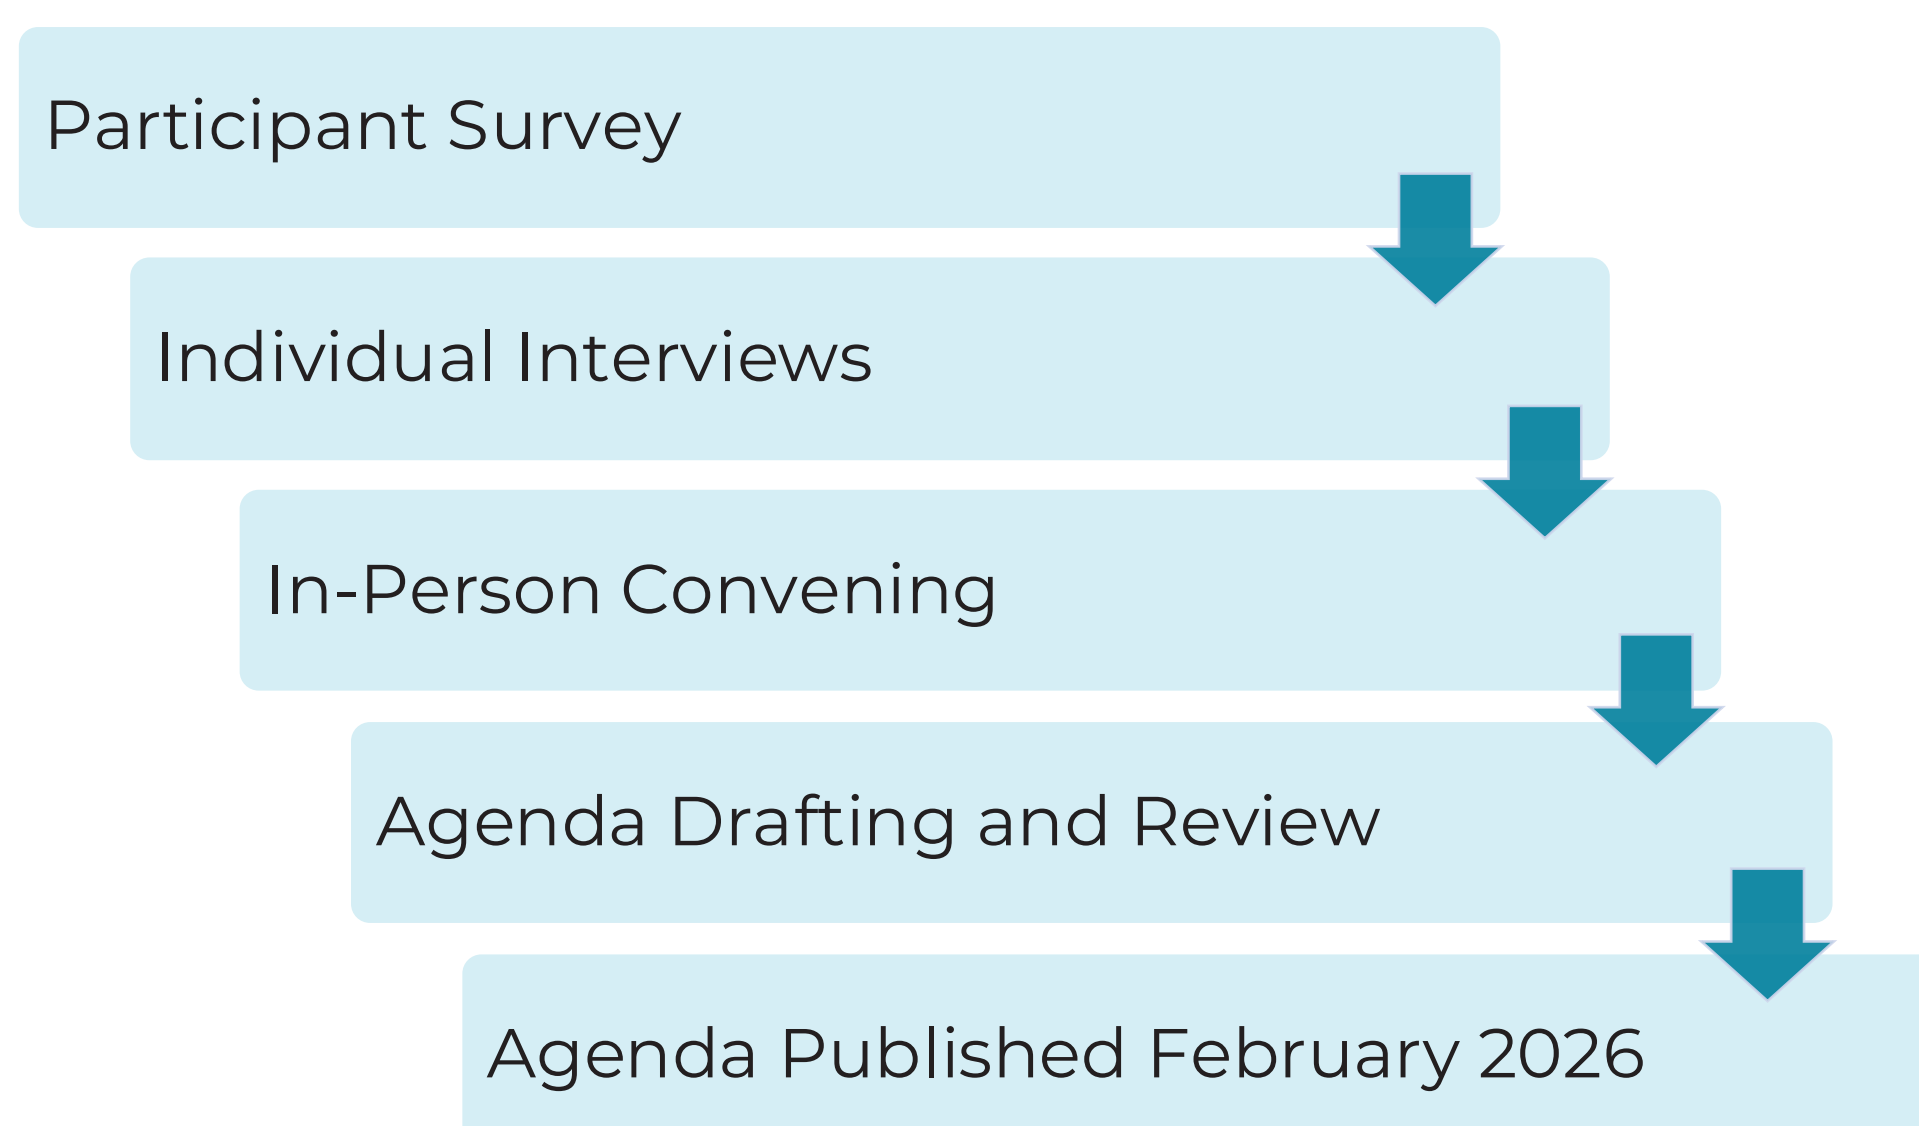 Participant Survey
Individual Interviews
In-Person Convening
Agenda Drafting and Review
Agenda Published February 2026